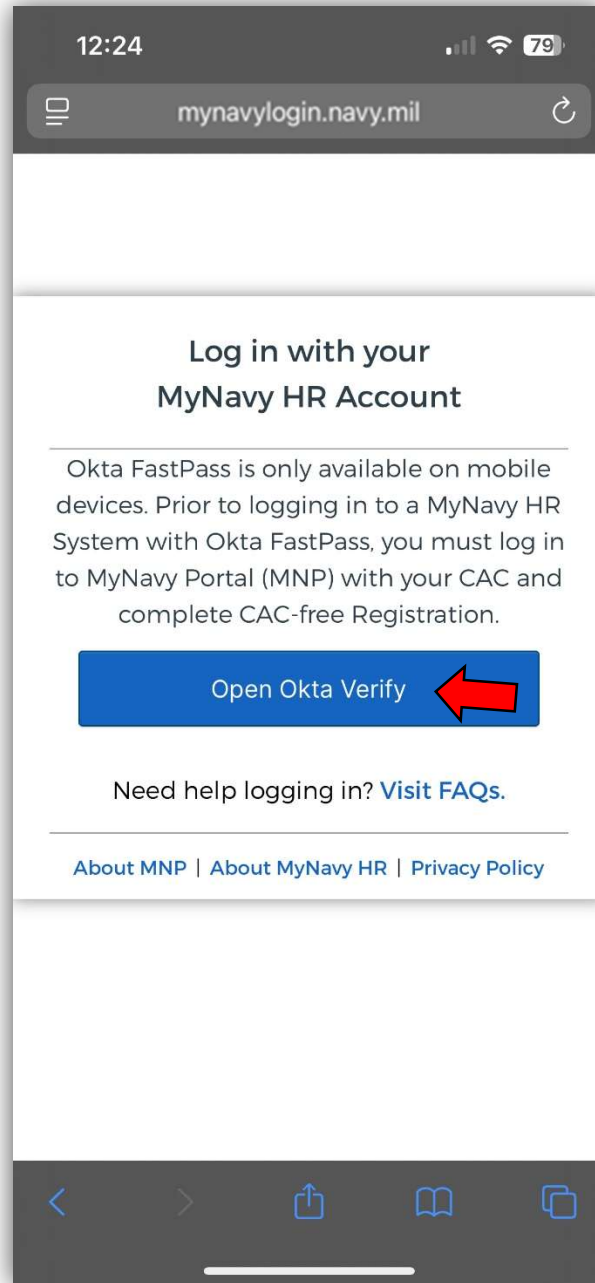 12:24
79
mynavylogin.navy.mil
Log in with your
MyNavy HR Account
Okta FastPass is only available on mobile
devices. Prior to logging in to a MyNavy HR
System with Okta FastPass, you must log in
to MyNavy Portal (MNP) with your CAC and
complete CAC-free Registration.
Open Okta Verify
Need help logging in? Visit FAQs.
About MNP | About MyNavy HR | Privacy Policy